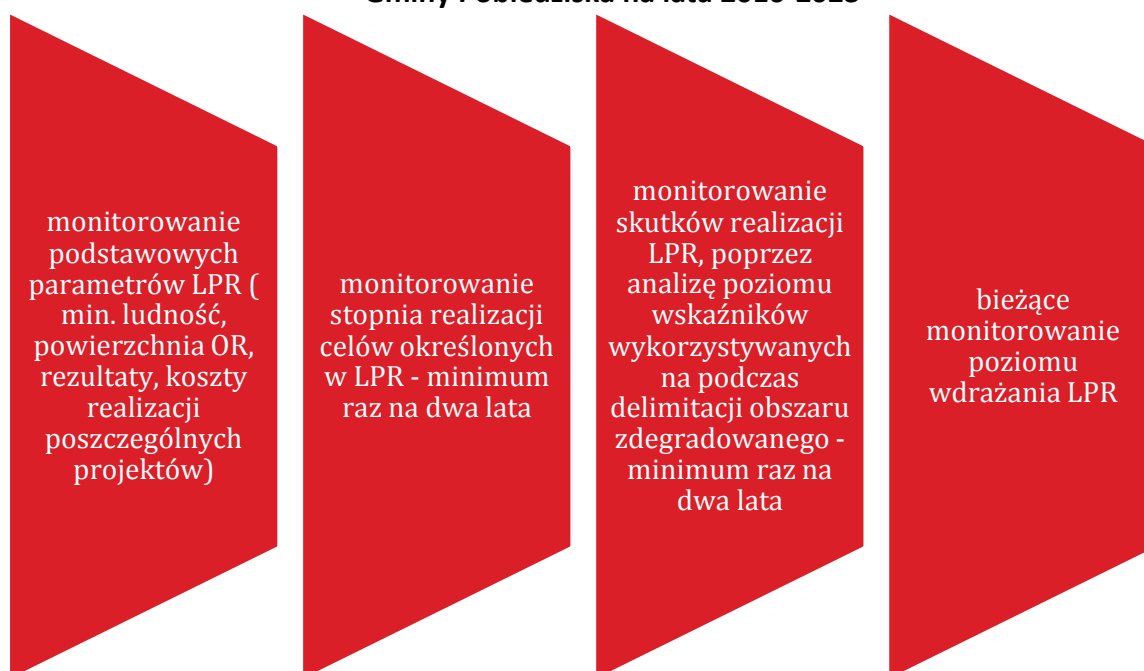 monitorowanie
podstawowych
parametrów LPR (
min. ludność,
powierzchnia OR,
rezultaty, koszty
realizacji
poszczególnych
projektów)
monitorowanie
stopnia realizacji
celów określonych
w LPR - minimum
raz na dwa lata
monitorowanie
skutków realizacji
LPR, poprzez
analizę poziomu
wskaźników
wykorzystywanych
na podczas
delimitacji obszaru
zdegradowanego -
minimum raz na
dwa lata
bieżące
monitorowanie
poziomu
wdrażania LPR